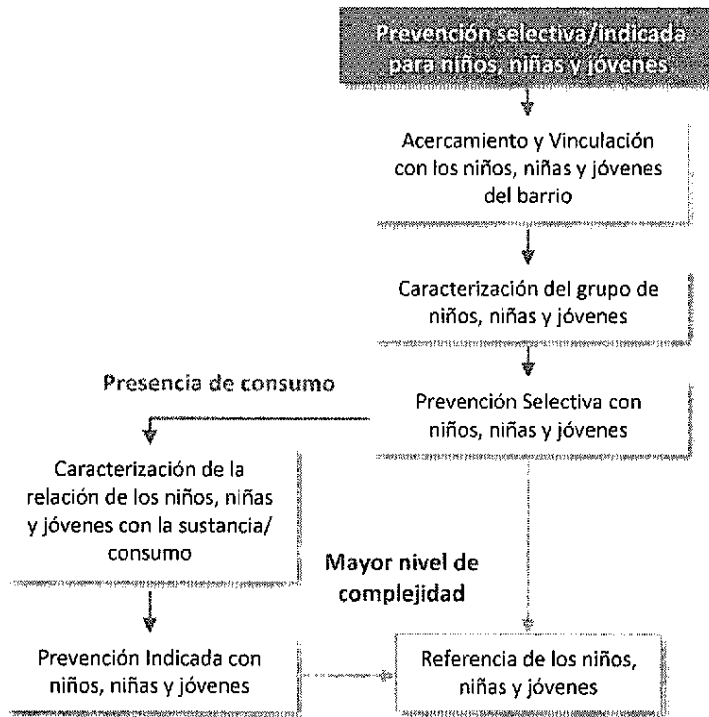 Prevención selectiva/indicada
para niños, niñas y jóvenes
Acercamiento y Vinculación
con los niños, niñas y jóvenes
del barrio
Caracterización del grupo de
niños, niñas y jóvenes
Presencia de consumo
Prevención Selectiva con
niños, niñas y jóvenes
Caracterización de la
relación de los niños, niñas
y jóvenes con la sustancia/
consumo
Mayor nivel de
complejidad
Prevención Indicada con
niños, niñas y jóvenes
Referencia de los niños,
niñas y jóvenes